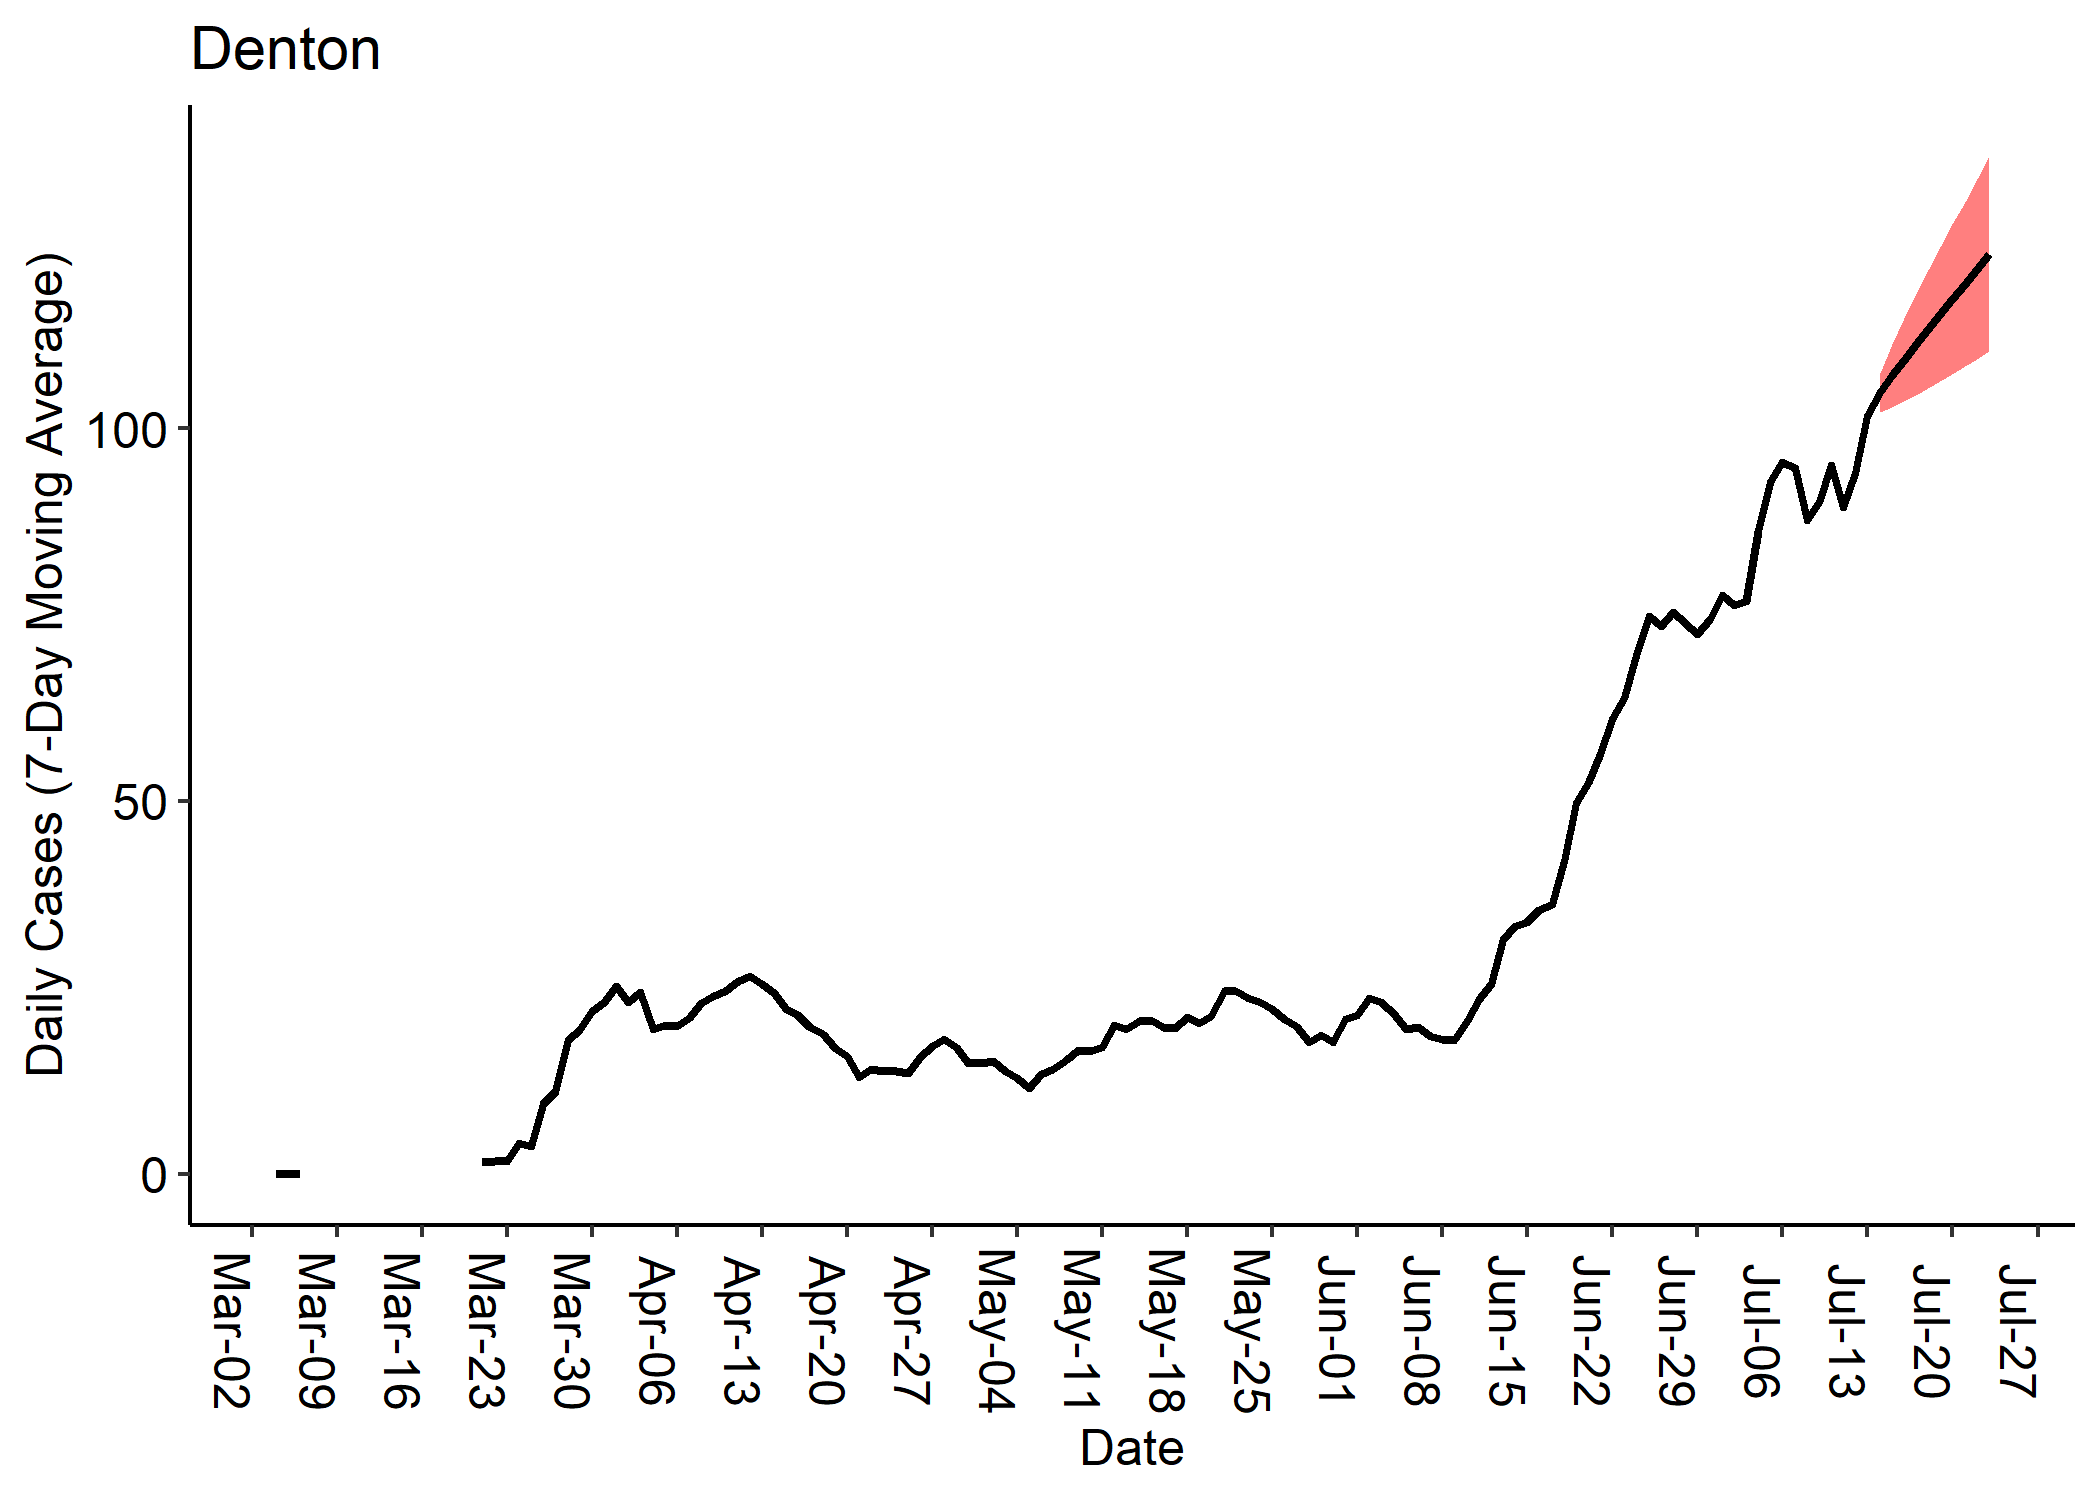 Denton
Daily Cases (7-Day Moving Average)
100
50
0
Mar-02
Mar-09
Mar-16
Mar-23
Mar-30
Apr-06
Apr-13
Apr-20
Apr-27
May-04
May-11
May-18
May-25
Jun-01
Jun-08
Jun-15
Jun-22
Jun-29
Jul-06
Jul-13
Jul-20
Jul-27
Date